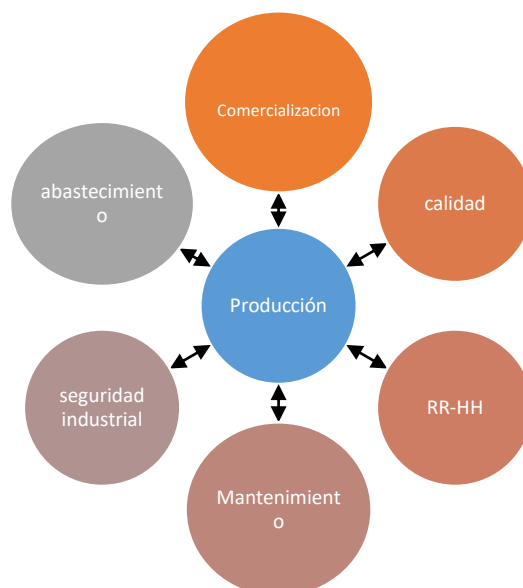 Comercializacion
abastecimient
o
calidad
Producción
seguridad
industrial
RR-HH
Mantenimient
o